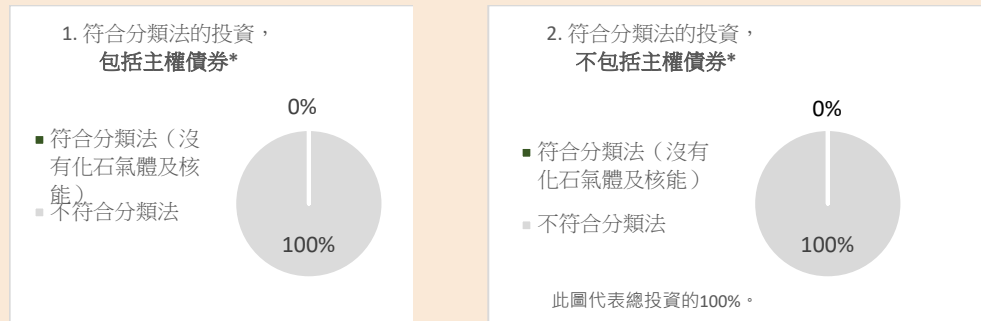 1. 符合分類法的投資，
包括主權債券*
0%
符合分類法（沒
有化石氣體及核
能）
不符合分類法
100%
2. 符合分類法的投資，
不包括主權債券*
0%
符合分類法（沒有
化石氣體及核能）
不符合分類法
100%
此圖代表總投資的100%。